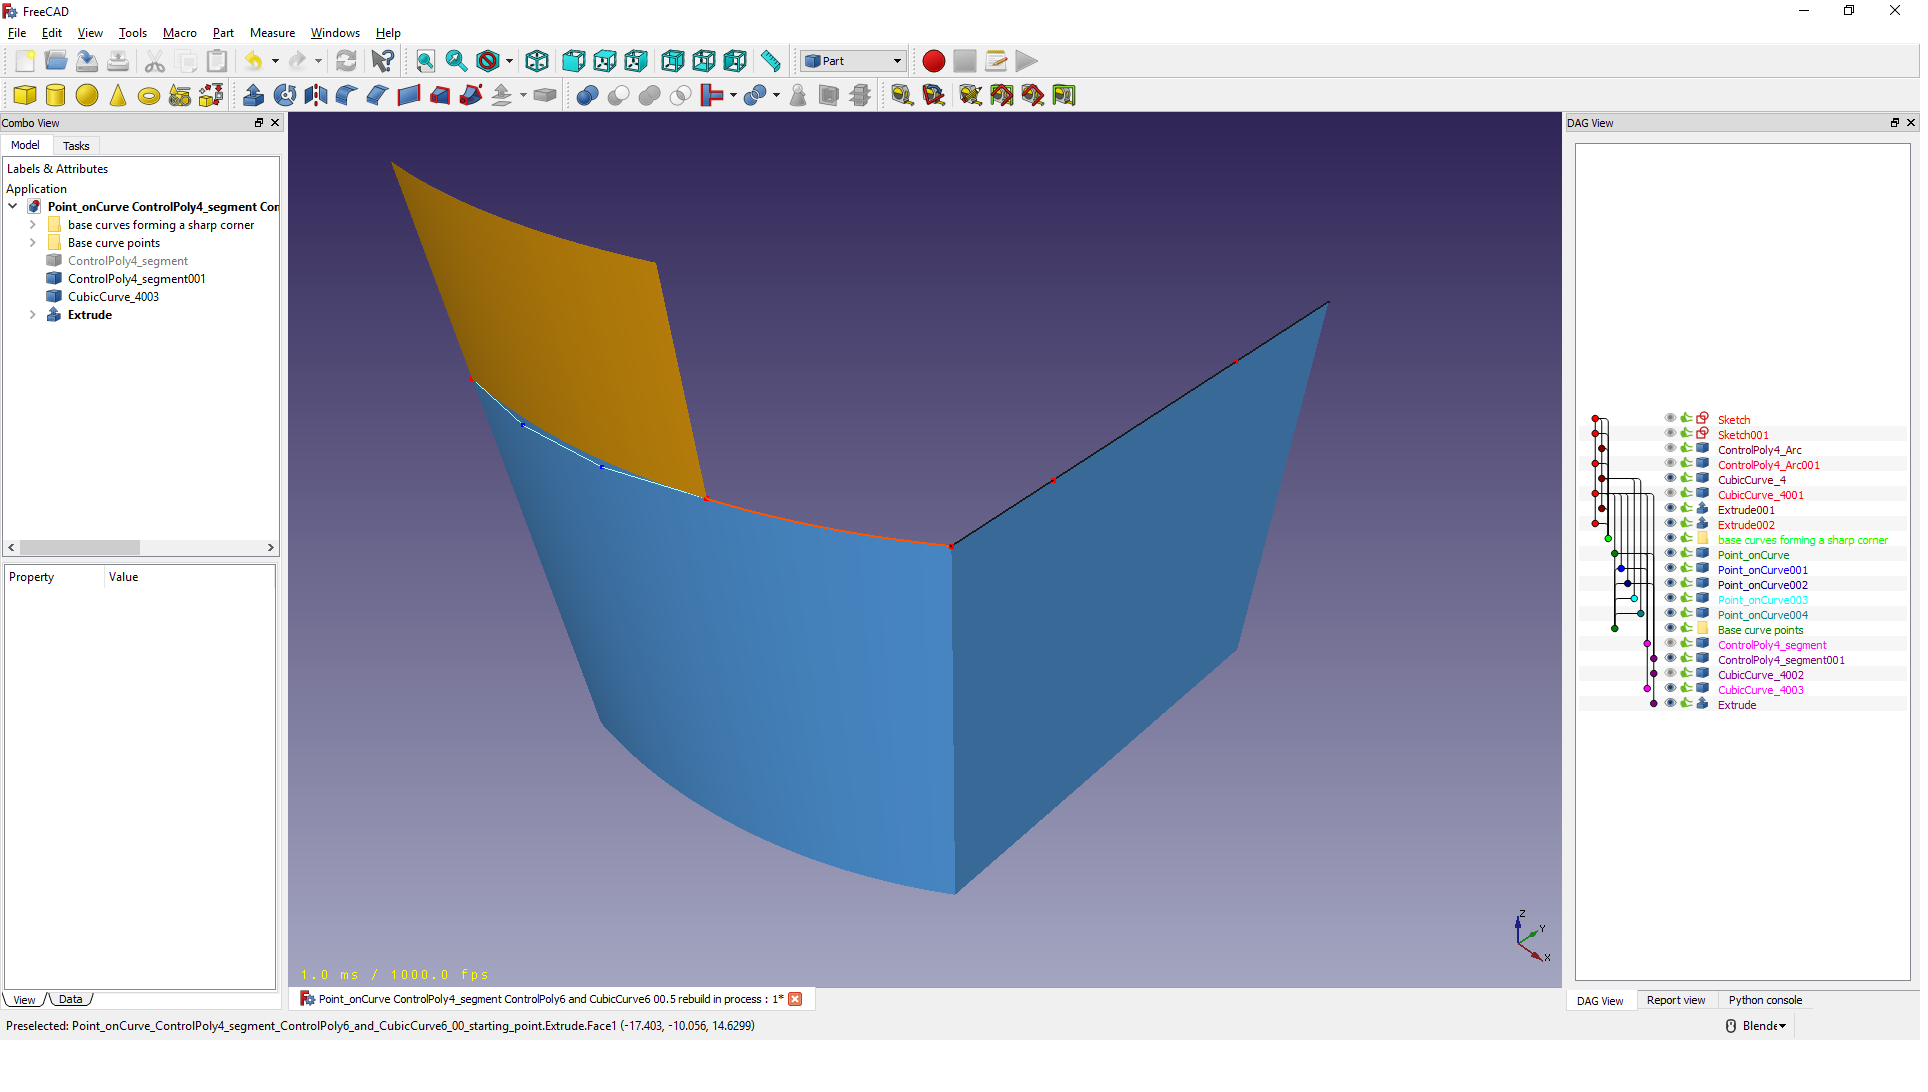 FreeCAD
File Edit View Tools Macro Part Measure Windows Help
Part
Combo View
Model Tasks
Labels & Attributes
Application
Point_onCurve ControlPoly4_segment Con
base curves forming a sharp corner
Base curve points
ControlPoly4_segment
ControlPoly4_segment001
CubicCurve_4003
Extrude
Property Value
View Data
1.0 ms / 1000.0 fps
Z
Y
X
Point_onCurve ControlPoly4_segment ControlPoly6 and CubicCurve6 00.5 rebuild in process : 1*
DAG View
Sketch
Sketch001
ControlPoly4_Arc
ControlPoly4_Arc001
CubicCurve_4
CubicCurve_4001
Extrude001
Extrude002
base curves forming a sharp corner
Point_onCurve
Point_onCurve001
Point_onCurve002
Point_onCurve003
Point_onCurve004
Base curve points
ControlPoly4_segment
ControlPoly4_segment001
CubicCurve_4002
CubicCurve_4003
Extrude
DAG View Report view Python console
Preselected: Point_onCurve_ControlPoly4_segment_ControlPoly6_and_CubicCurve6_00_starting_point.Extrude.Face1 (-17.403, -10.056, 14.6299)
Blende